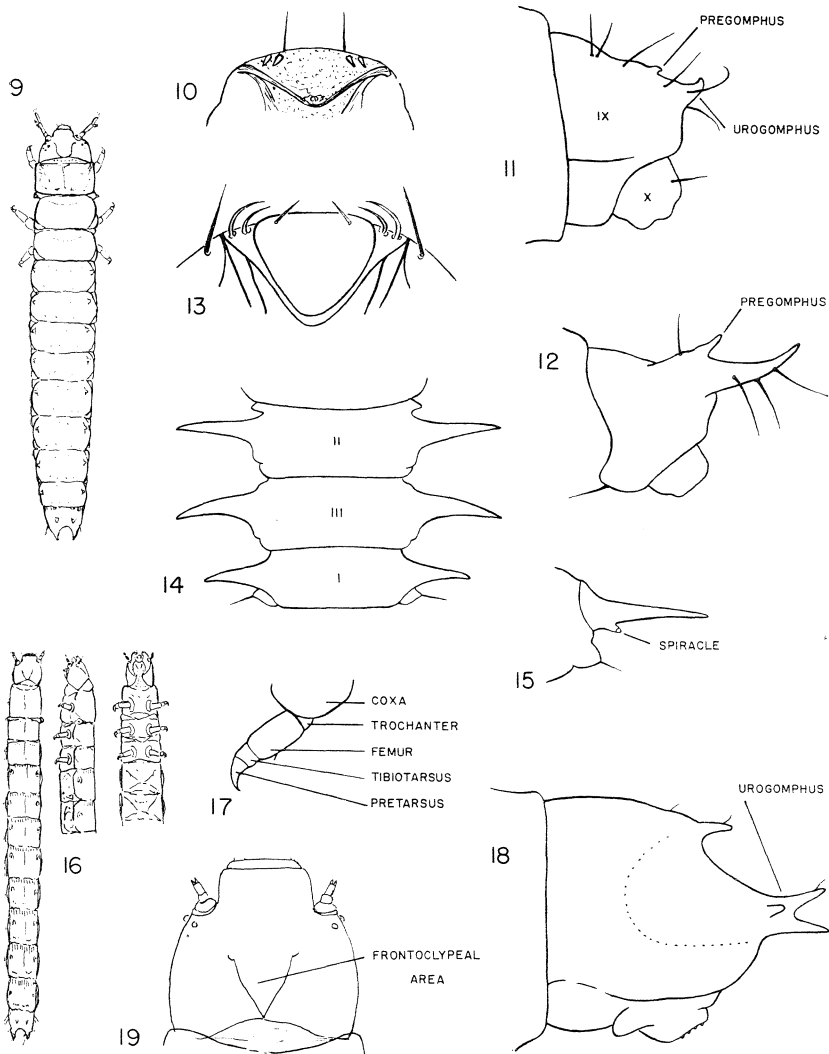 9
10
PREGOMPHUS
IX
UROGOMPHUS
11
X
13
PREGOMPHUS
12
II
III
I
14
SPIRACLE
15
COXA
TROCHANTER
FEMUR
TIBIOTARSUS
PRETARSUS
17
16
UROGOMPHUS
18
FRONTOCLYPEAL
AREA
19